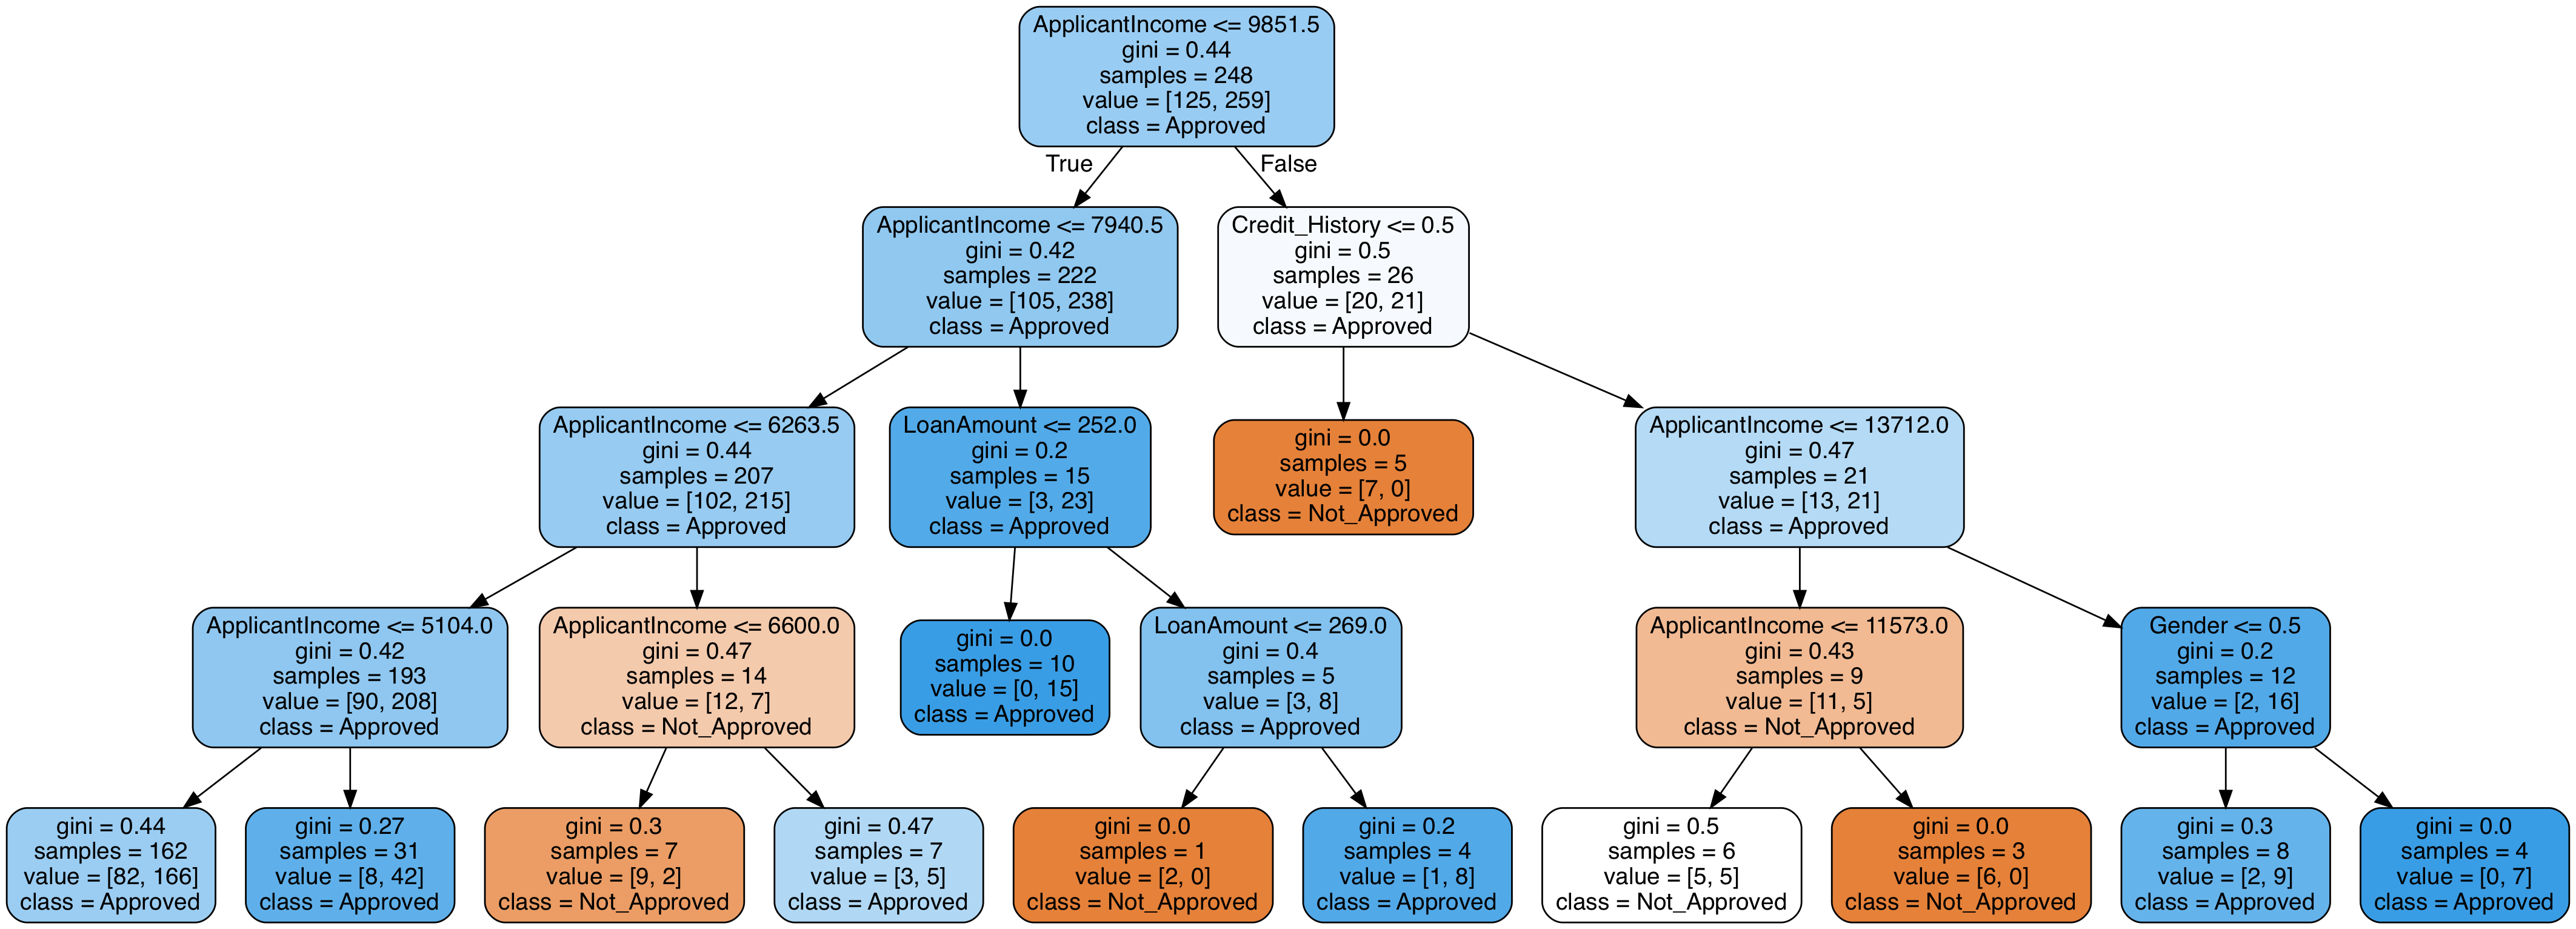 ApplicantIncome <= 9851.5
gini = 0.44
samples = 248
value = [125, 259]
class = Approved
True
False
ApplicantIncome <= 7940.5
gini = 0.42
samples = 222
value = [105, 238]
class = Approved
Credit_History <= 0.5
gini = 0.5
samples = 26
value = [20, 21]
class = Approved
ApplicantIncome <= 6263.5
gini = 0.44
samples = 207
value = [102, 215]
class = Approved
LoanAmount <= 252.0
gini = 0.2
samples = 15
value = [3, 23]
class = Approved
gini = 0.0
samples = 5
value = [7, 0]
class = Not_Approved
ApplicantIncome <= 13712.0
gini = 0.47
samples = 21
value = [13, 21]
class = Approved
ApplicantIncome <= 5104.0
gini = 0.42
samples = 193
value = [90, 208]
class = Approved
ApplicantIncome <= 6600.0
gini = 0.47
samples = 14
value = [12, 7]
class = Not_Approved
gini = 0.0
samples = 10
value = [0, 15]
class = Approved
LoanAmount <= 269.0
gini = 0.4
samples = 5
value = [3, 8]
class = Approved
ApplicantIncome <= 11573.0
gini = 0.43
samples = 9
value = [11, 5]
class = Not_Approved
Gender <= 0.5
gini = 0.2
samples = 12
value = [2, 16]
class = Approved
gini = 0.44
samples = 162
value = [82, 166]
class = Approved
gini = 0.27
samples = 31
value = [8, 42]
class = Approved
gini = 0.3
samples = 7
value = [9, 2]
class = Not_Approved
gini = 0.47
samples = 7
value = [3, 5]
class = Approved
gini = 0.0
samples = 1
value = [2, 0]
class = Not_Approved
gini = 0.2
samples = 4
value = [1, 8]
class = Approved
gini = 0.5
samples = 6
value = [5, 5]
class = Not_Approved
gini = 0.0
samples = 3
value = [6, 0]
class = Not_Approved
gini = 0.3
samples = 8
value = [2, 9]
class = Approved
gini = 0.0
samples = 4
value = [0, 7]
class = Approved